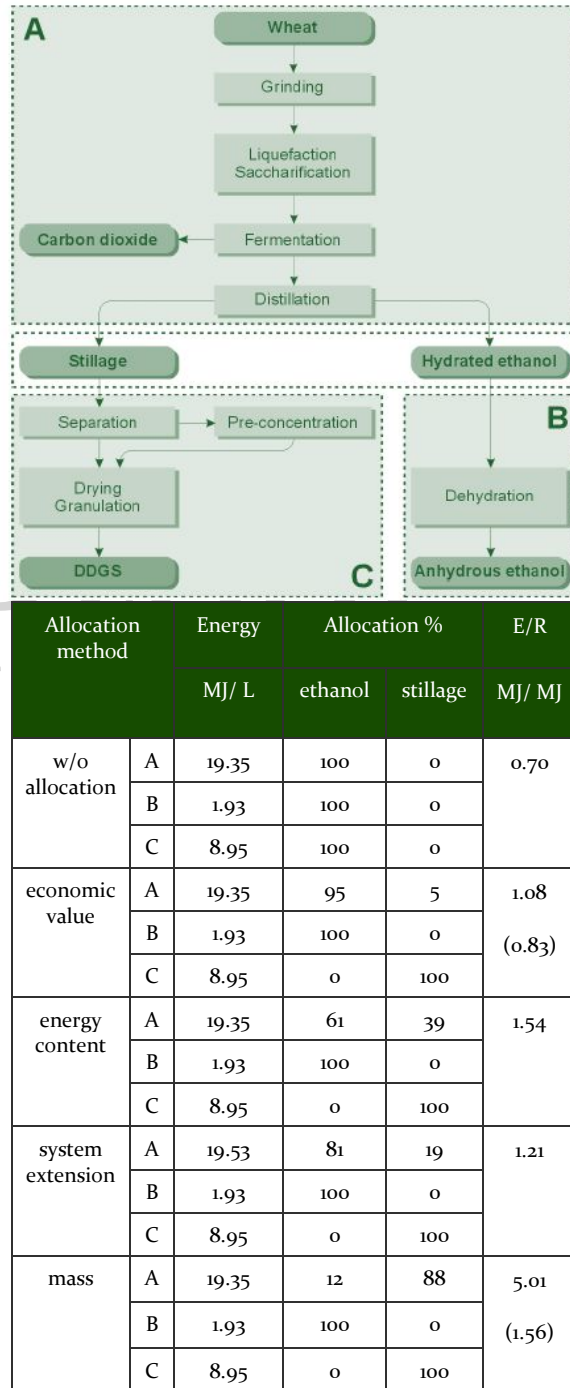 A
Wheat
Grinding
Liquefaction
Saccharification
Carbon dioxide
Fermentation
Distillation
Stillage
Hydrated ethanol
Separation
Pre-concentration
B
Drying
Granulation
Dehydration
DDGS
C
Anhydrous ethanol
Allocation method Energy Allocation % E/R
MJ/ L ethanol stillage MJ/ MJ
w/o allocation A 19.35 100 0 0.70
B 1.93 100 0
C 8.95 100 0
economic value A 19.35 95 5 1.08
B 1.93 100 0 (0.83)
C 8.95 0 100
energy content A 19.35 61 39 1.54
B 1.93 100 0
C 8.95 0 100
system extension A 19.53 81 19 1.21
B 1.93 100 0
C 8.95 0 100
mass A 19.35 12 88 5.01
B 1.93 100 0 (1.56)
C 8.95 0 100